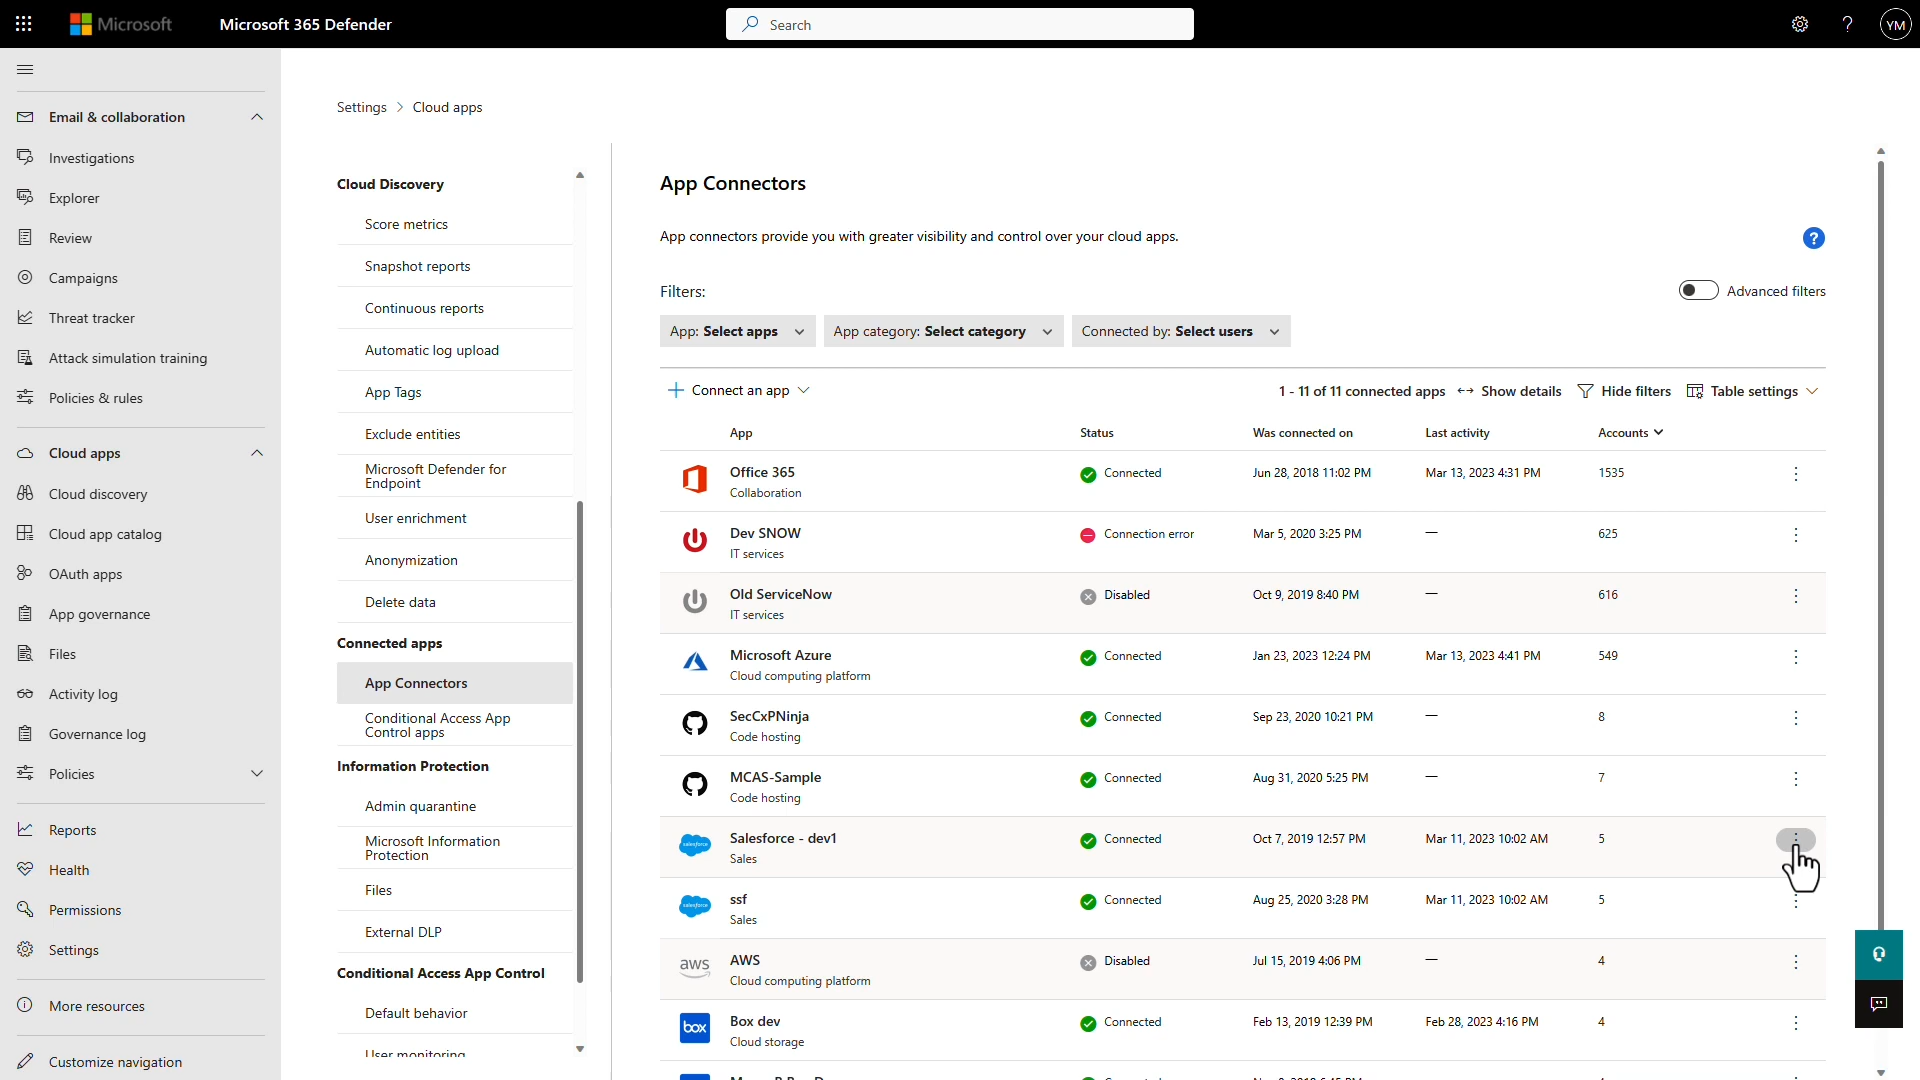 Microsoft
Microsoft 365 Defender
Search
?
YM
Email & collaboration
Investigations
Explorer
Review
Campaigns
Threat tracker
Attack simulation training
Policies & rules
Cloud apps
Cloud discovery
Cloud app catalog
OAuth apps
App governance
Files
Activity log
Governance log
Policies
Reports
Health
Permissions
Settings
More resources
Customize navigation
Settings > Cloud apps
Cloud Discovery
Score metrics
Snapshot reports
Continuous reports
Automatic log upload
App Tags
Exclude entities
Microsoft Defender for
Endpoint
User enrichment
Anonymization
Delete data
Connected apps
App Connectors
Conditional Access App
Control apps
Information Protection
Admin quarantine
Microsoft Information
Protection
Files
External DLP
Conditional Access App Control
Default behavior
User monitoring
App Connectors
App connectors provide you with greater visibility and control over your cloud apps.
?
Filters:
Advanced filters
App: Select apps
App category: Select category
Connected by: Select users
Connect an app
1 - 11 of 11 connected apps
Show details
Hide filters
Table settings
App Status Was connected on Last activity Accounts
Office 365 Connected Jun 28, 2018 11:02 PM Mar 13, 2023 4:31 PM 1535
Collaboration
Dev SNOW Connection error Mar 5, 2020 3:25 PM — 625
IT services
Old ServiceNow Disabled Oct 9, 2019 8:40 PM — 616
IT services
Microsoft Azure Connected Jan 23, 2023 12:24 PM Mar 13, 2023 4:41 PM 549
Cloud computing platform
SecCxPNinja Connected Sep 23, 2020 10:21 PM — 8
Code hosting
MCAS-Sample Connected Aug 31, 2020 5:25 PM — 7
Code hosting
salesforce Salesforce - dev1 Connected Oct 7, 2019 12:57 PM Mar 11, 2023 10:02 AM 5
Sales
salesforce ssf Connected Aug 25, 2020 3:28 PM Mar 11, 2023 10:02 AM 5
Sales
aws AWS Disabled Jul 15, 2019 4:06 PM — 4
Cloud computing platform
box Box dev Connected Feb 13, 2019 12:39 PM Feb 28, 2023 4:16 PM 4
Cloud storage